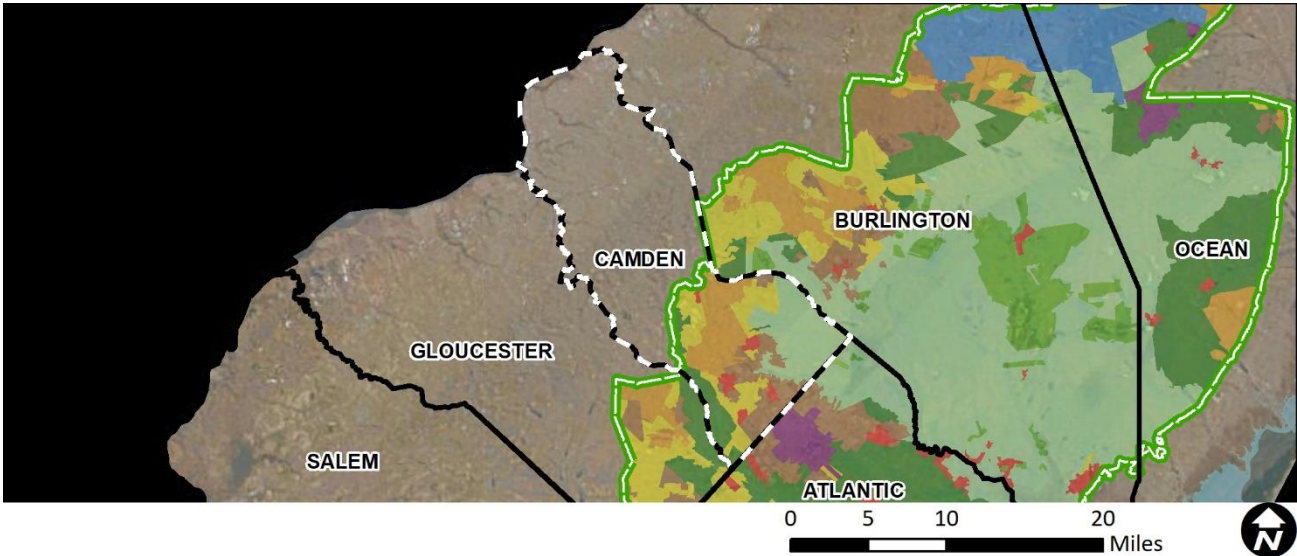 BURLINGTON
OCEAN
CAMDEN
GLOUCESTER
SALEM
ATLANTIC
0 5 10 20
Miles
N